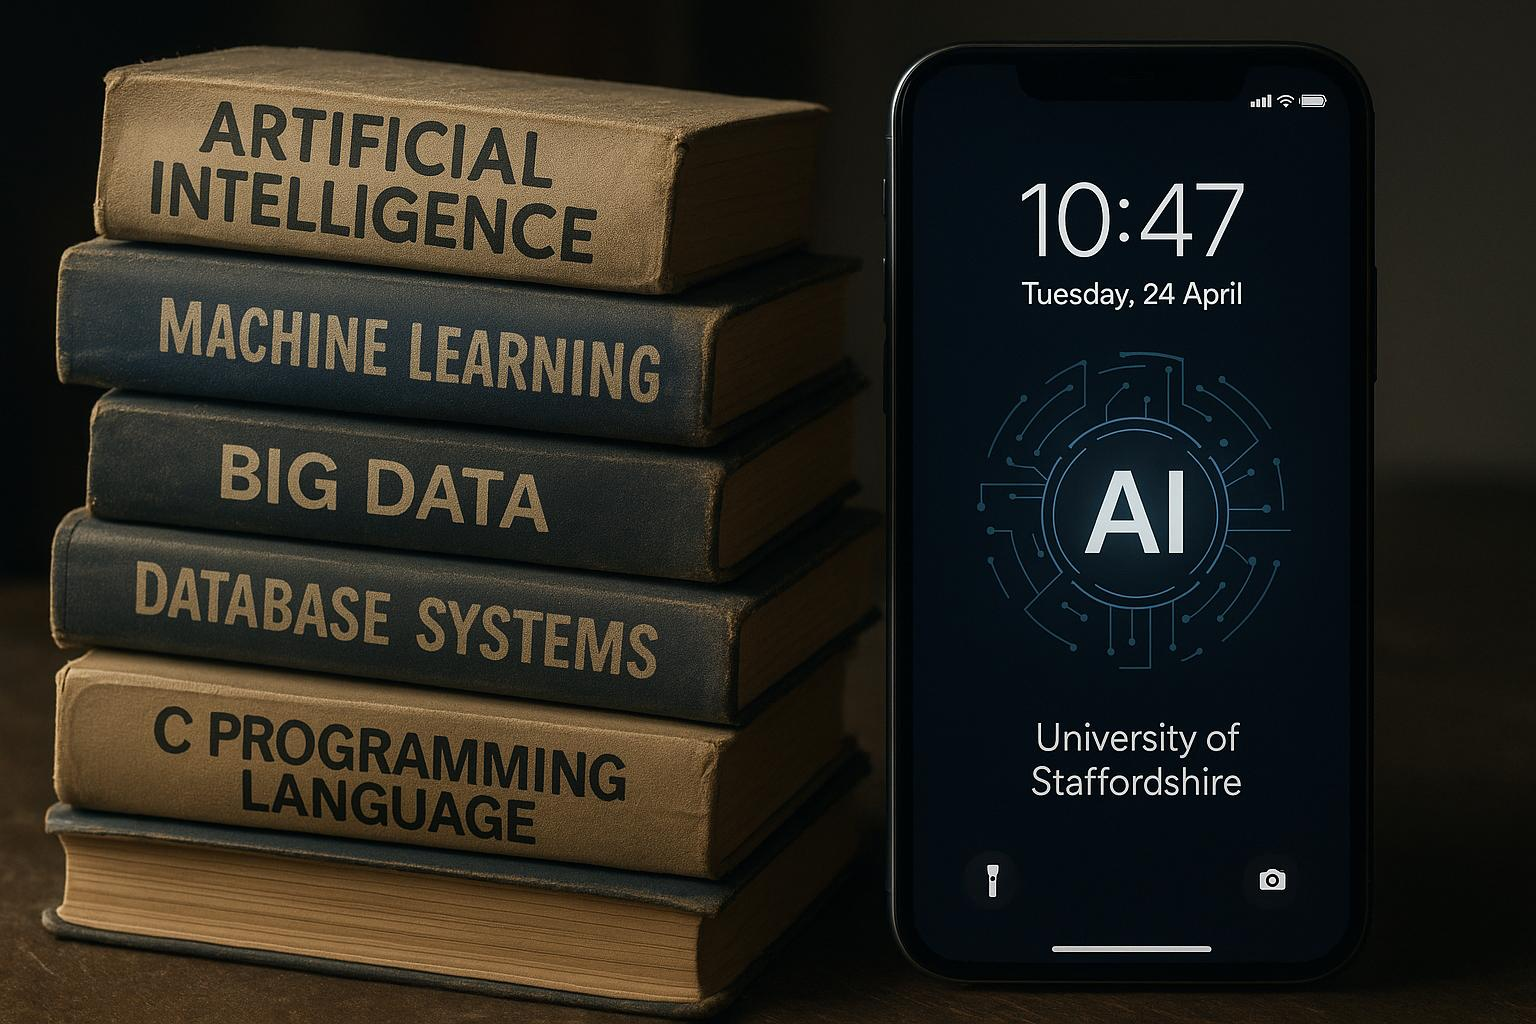 ARTIFICIAL
INTELLIGENCE
MACHINE LEARNING
BIG DATA
DATABASE SYSTEMS
C PROGRAMMING
LANGUAGE
10:47
Tuesday, 24 April
AI
University of
Staffordshire